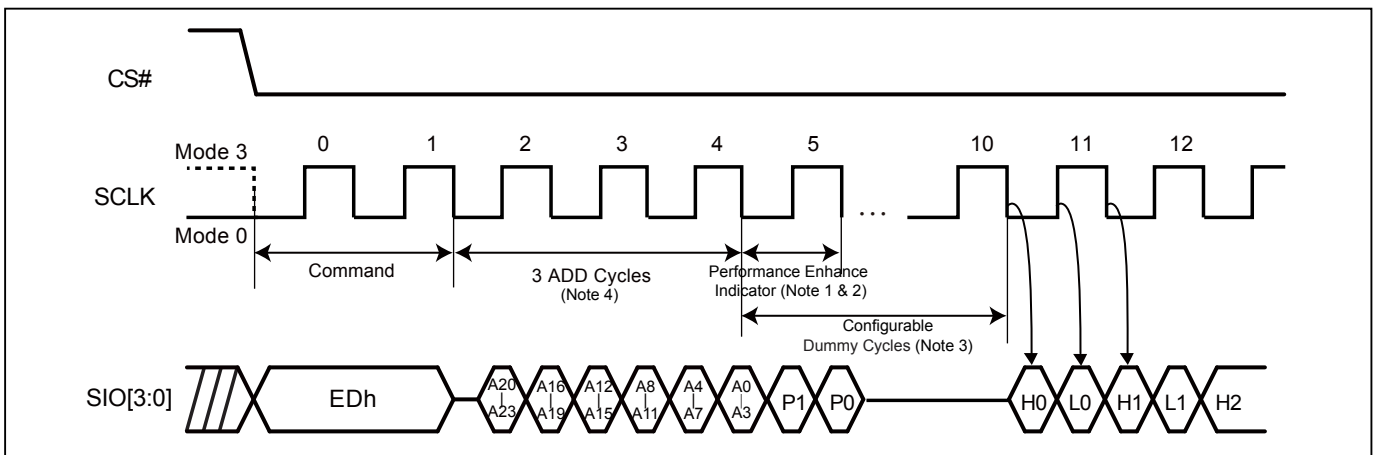 CS#
Mode 3
0 1 2 3 4 5 10 11 12
SCLK
...
Mode 0
Command
3 ADD Cycles
(Note 4)
Performance Enhance
Indicator (Note 1 & 2)
Configurable
Dummy Cycles (Note 3)
SIO[3:0]
EDh
A20 | A23
A16 | A19
A12 | A15
A8 | A11
A4 | A7
A0 | A3
P1 P0
H0 L0 H1 L1 H2